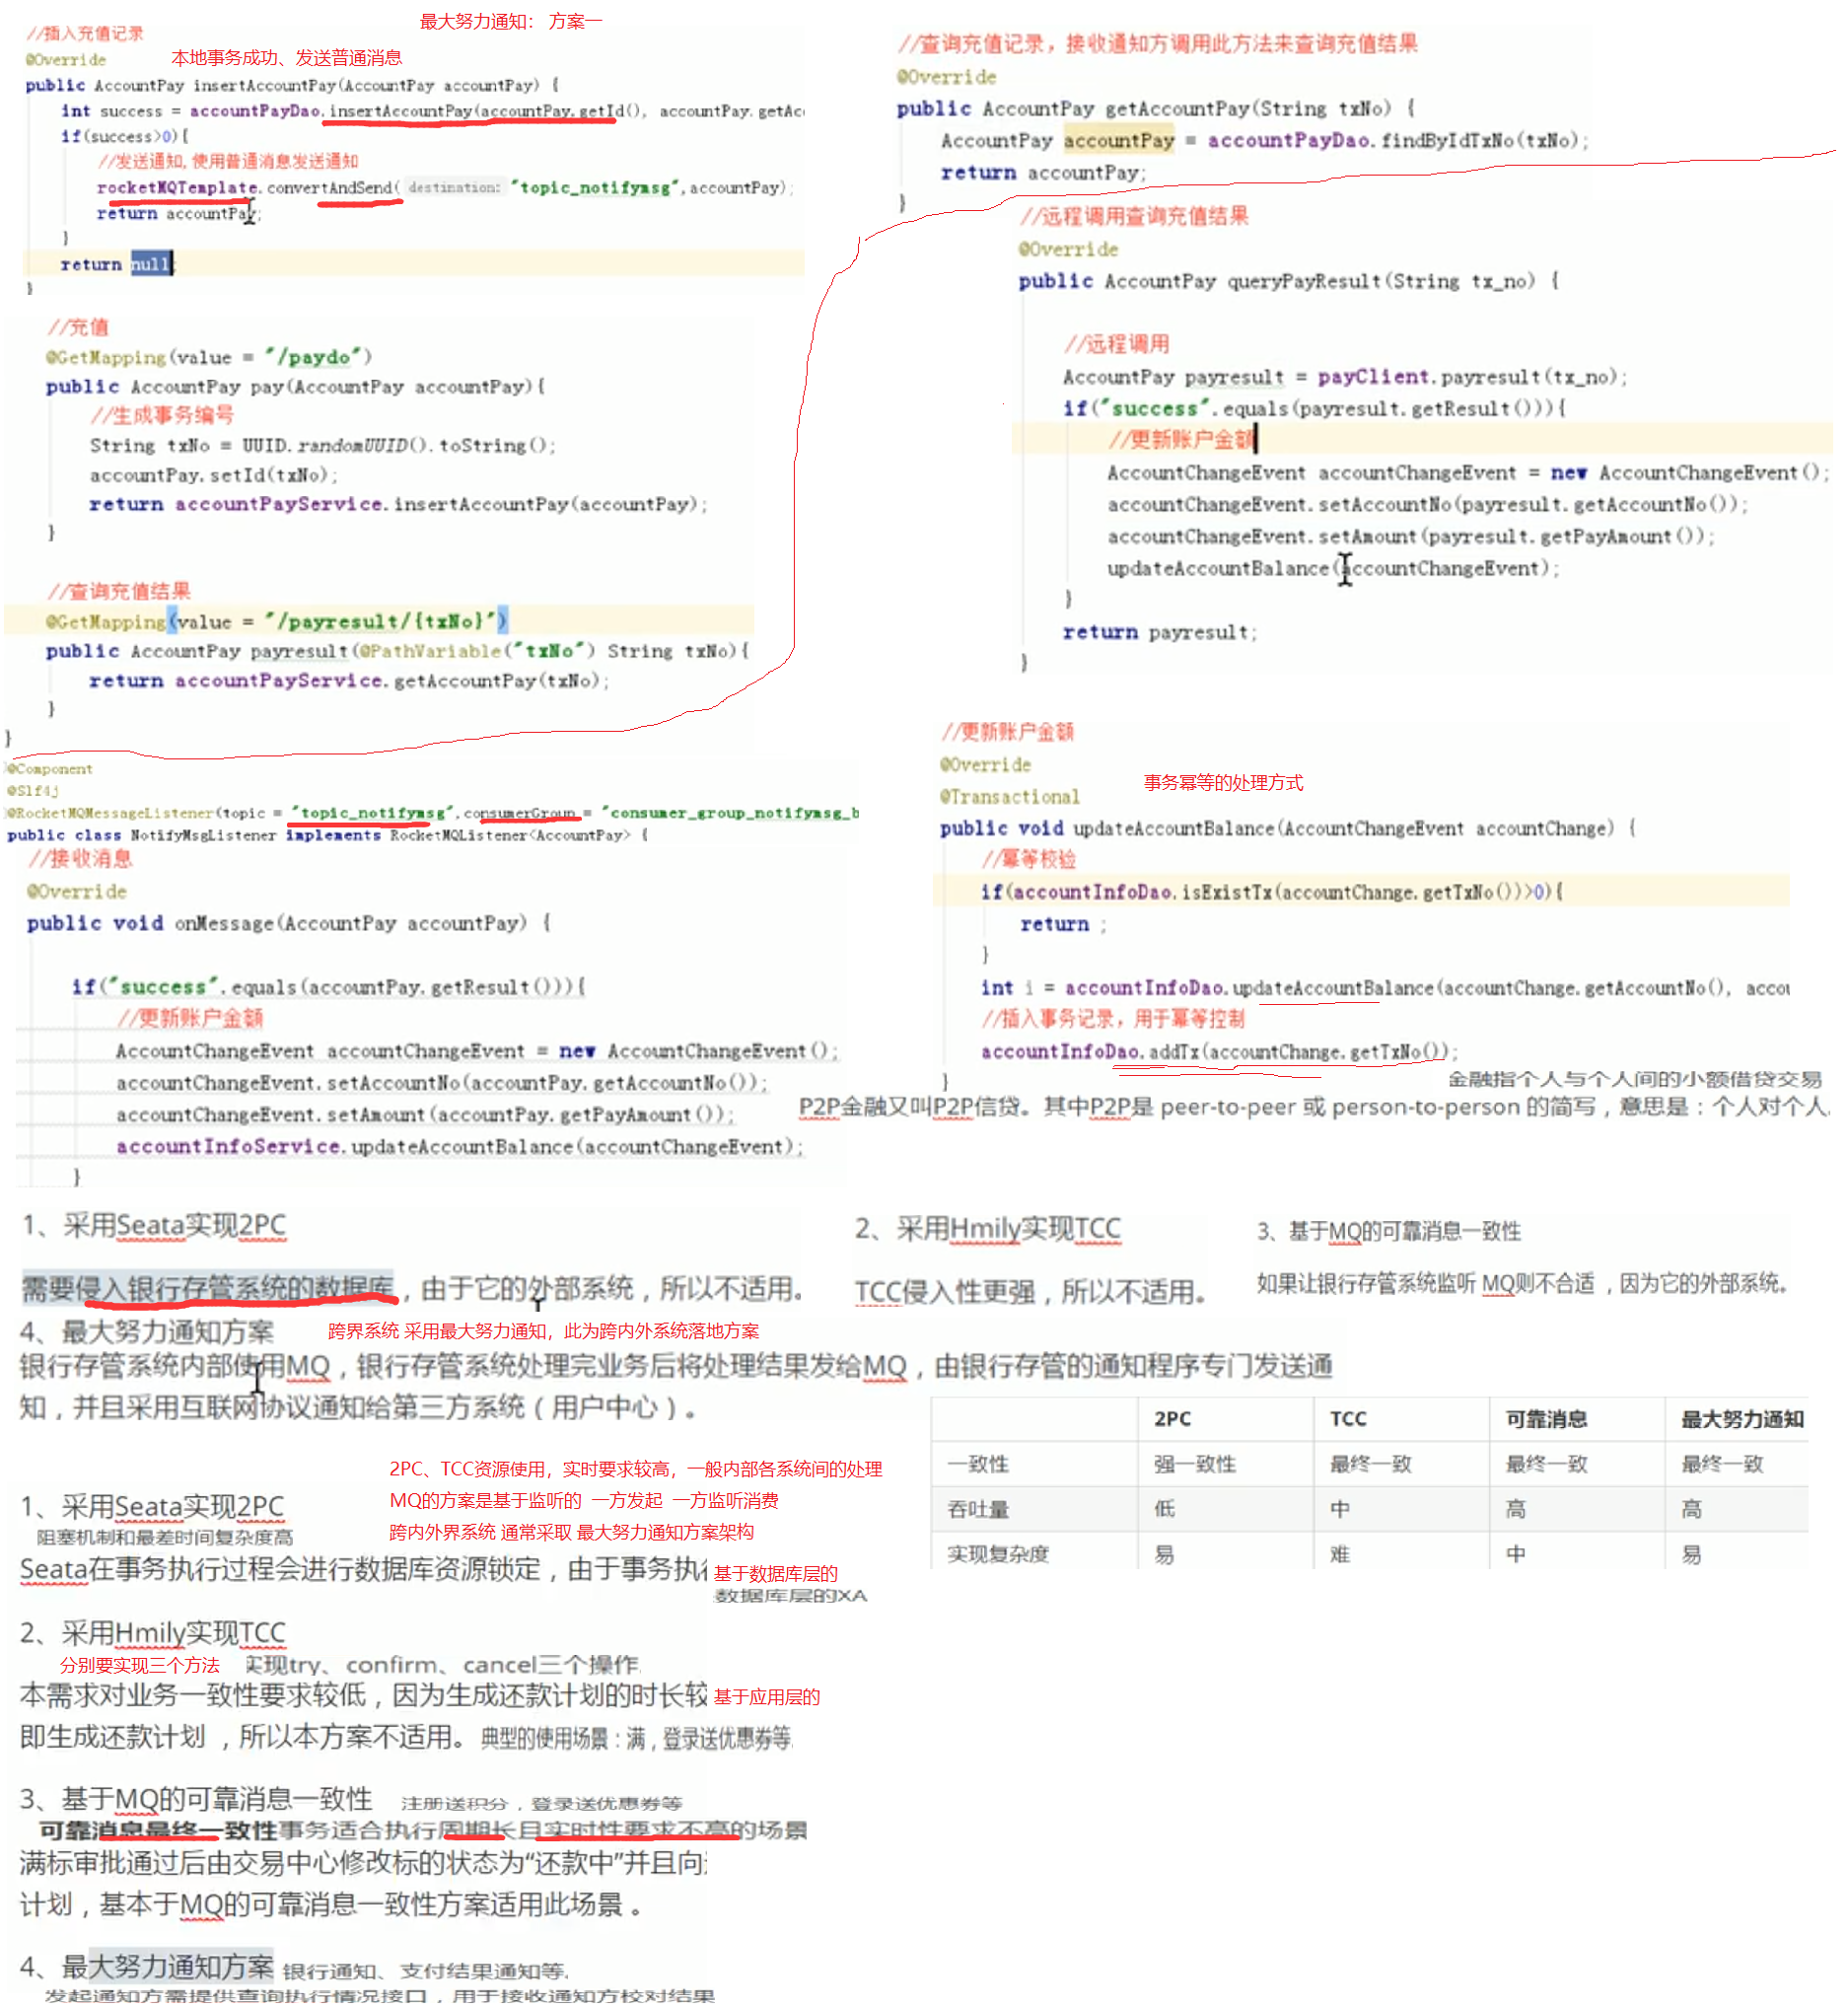 最大努力通知： 方案一
//插入充值记录
@Override
本地事务成功、发送普通消息
public AccountPay insertAccountPay(AccountPay accountPay) {
int success = accountPayDao.insertAccountPay(accountPay.getId(), accountPay.getAcc
if(success>0){
//发送通知,使用普通消息发送通知
rocketMQTemplate.convertAndSend( destination: "topic_notifymsg",accountPay);
return accountPay;
}
return null;
}
//充值
@GetMapping(value = "/paydo")
public AccountPay pay(AccountPay accountPay){
//生成事务编号
String txNo = UUID.randomUUID().toString();
accountPay.setId(txNo);
return accountPayService.insertAccountPay(accountPay);
}
//查询充值结果
@GetMapping(value = "/payresult/{txNo}")
public AccountPay payresult(@PathVariable("txNo") String txNo){
return accountPayService.getAccountPay(txNo);
}
}
//查询充值记录，接收通知方调用此方法来查询充值结果
@Override
public AccountPay getAccountPay(String txNo) {
AccountPay accountPay = accountPayDao.findByIdTxNo(txNo);
return accountPay;
}
//远程调用查询充值结果
@Override
public AccountPay queryPayResult(String tx_no) {
//远程调用
AccountPay payresult = payClient.payresult(tx_no);
if("success".equals(payresult.getResult())){
//更新账户金额
AccountChangeEvent accountChangeEvent = new AccountChangeEvent();
accountChangeEvent.setAccountNo(payresult.getAccountNo());
accountChangeEvent.setAmount(payresult.getPayAmount());
updateAccountBalance(accountChangeEvent);
}
return payresult;
}
@Component
@Slf4j
@RocketMQMessageListener(topic = "topic_notifymsg",consumerGroup = "consumer_group_notifymsg_b
public class NotifyMsgListener implements RocketMQListener<AccountPay> {
//接收消息
@Override
public void onMessage(AccountPay accountPay) {
if("success".equals(accountPay.getResult())){
//更新账户金额
AccountChangeEvent accountChangeEvent = new AccountChangeEvent();
accountChangeEvent.setAccountNo(accountPay.getAccountNo());
accountChangeEvent.setAmount(accountPay.getPayAmount());
accountInfoService.updateAccountBalance(accountChangeEvent);
}
//更新账户金额
@Override
事务幂等的处理方式
@Transactional
public void updateAccountBalance(AccountChangeEvent accountChange) {
//幂等校验
if(accountInfoDao.isExistTx(accountChange.getTxNo())>0){
return ;
}
int i = accountInfoDao.updateAccountBalance(accountChange.getAccountNo(), accou
//插入事务记录，用于幂等控制
accountInfoDao.addTx(accountChange.getTxNo());
}
金融指个人与个人间的小额借贷交易
P2P金融又叫P2P信贷。其中P2P是 peer-to-peer 或 person-to-person 的简写，意思是：个人对个人
1、采用Seata实现2PC
需要侵入银行存管系统的数据库，由于它的外部系统，所以不适用。
2、采用Hmily实现TCC
TCC侵入性更强，所以不适用。
3、基于MQ的可靠消息一致性
如果让银行存管系统监听 MQ则不合适 ，因为它的外部系统。
4、最大努力通知方案
跨界系统 采用最大努力通知，此为跨内外系统落地方案
银行存管系统内部使用MQ，银行存管系统处理完业务后将处理结果发给MQ，由银行存管的通知程序专门发送通
知，并且采用互联网协议通知给第三方系统（用户中心）。
2PC TCC 可靠消息 最大努力通知
一致性 强一致性 最终一致 最终一致 最终一致
吞吐量 低 中 高 高
实现复杂度 易 难 中 易
2PC、TCC资源使用，实时要求较高，一般内部各系统间的处理
MQ的方案是基于监听的 一方发起 一方监听消费
跨内外界系统 通常采取 最大努力通知方案架构
1、采用Seata实现2PC
阻塞机制和最差时间复杂度高
Seata在事务执行过程会进行数据库资源锁定，由于事务执行
基于数据库层的
数据库层的XA
2、采用Hmily实现TCC
分别要实现三个方法
实现try、confirm、cancel三个操作
本需求对业务一致性要求较低，因为生成还款计划的时长较
基于应用层的
即生成还款计划 ，所以本方案不适用。
典型的使用场景：满，登录送优惠券等
3、基于MQ的可靠消息一致性
注册送积分，登录送优惠券等
可靠消息最终一致性事务适合执行周期长且实时性要求不高的场景
满标审批通过后由交易中心修改标的状态为“还款中”并且向
计划，基本于MQ的可靠消息一致性方案适用此场景 。
4、最大努力通知方案
银行通知、支付结果通知等.
发起通知方需提供查询执行情况接口，用于接收通知方校对结果